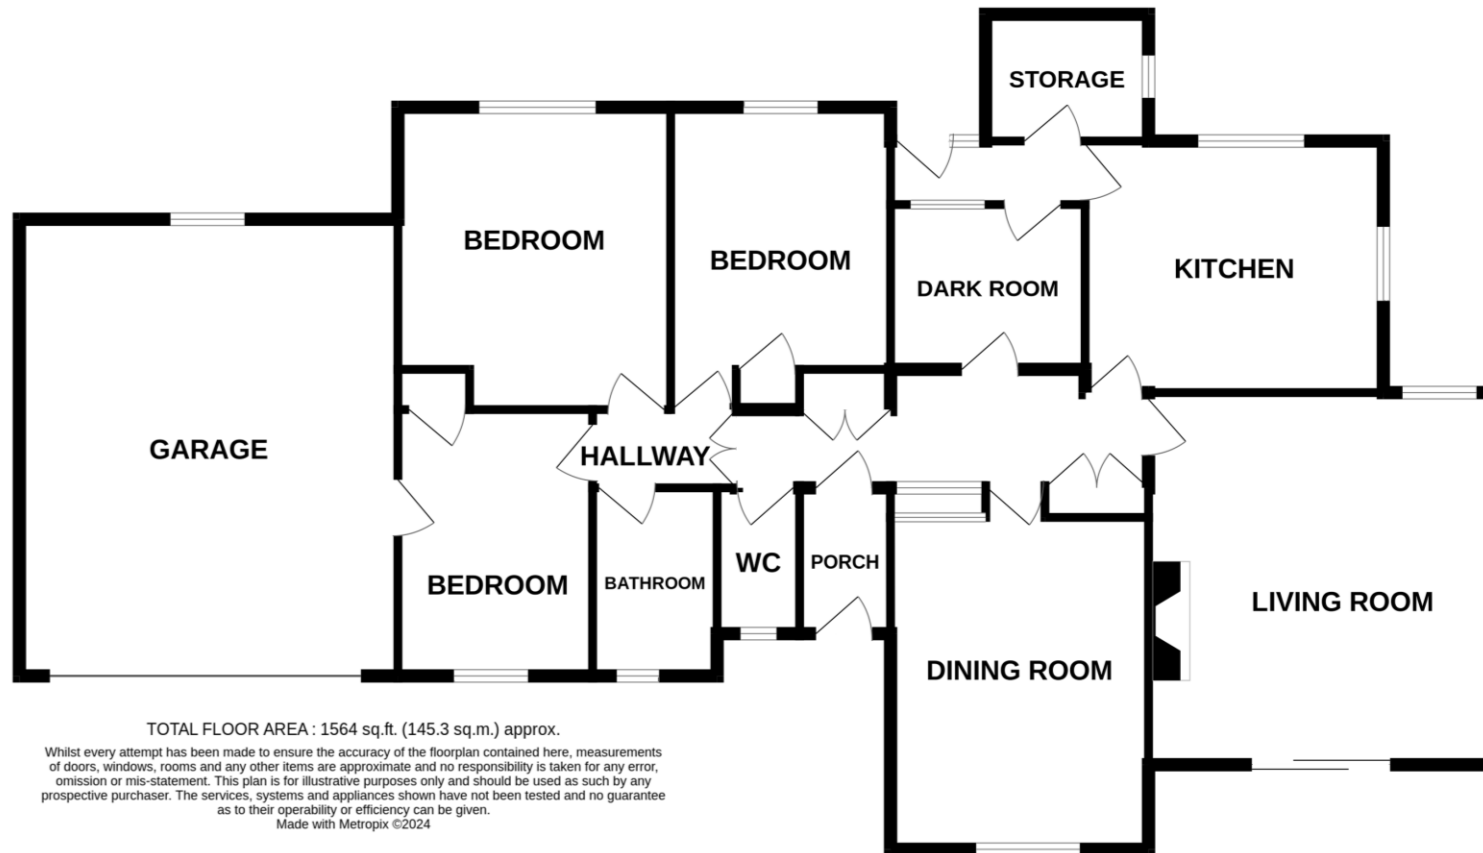 STORAGE
BEDROOM
BEDROOM
KITCHEN
DARK ROOM
GARAGE
HALLWAY
BEDROOM
BATHROOM
WC
PORCH
LIVING ROOM
DINING ROOM
TOTAL FLOOR AREA : 1564 sq.ft. (145.3 sq.m.) approx.
Whilst every attempt has been made to ensure the accuracy of the floorplan contained here, measurements
of doors, windows, rooms and any other items are approximate and no responsibility is taken for any error,
omission or mis-statement. This plan is for illustrative purposes only and should be used as such by any
prospective purchaser. The services, systems and appliances shown have not been tested and no guarantee
as to their operability or efficiency can be given.
Made with Metropix ©2024